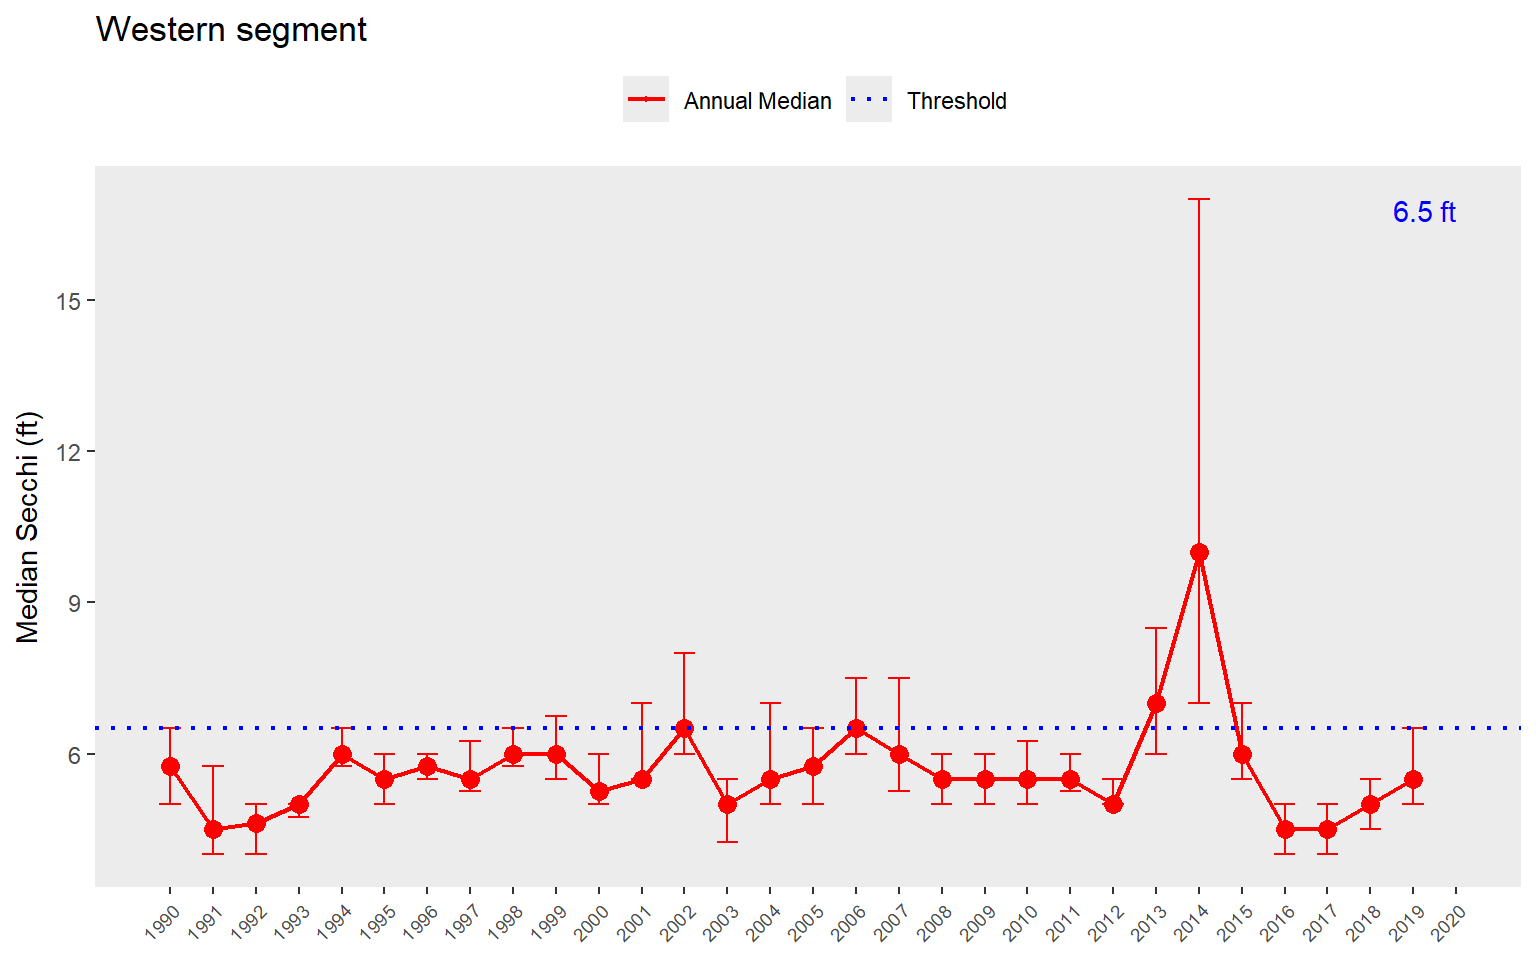 Western segment
Annual Median Threshold
6.5 ft
Median Secchi (ft)
15
12
9
6
1990 1991 1992 1993 1994 1995 1996 1997 1998 1999 2000 2001 2002 2003 2004 2005 2006 2007 2008 2009 2010 2011 2012 2013 2014 2015 2016 2017 2018 2019 2020